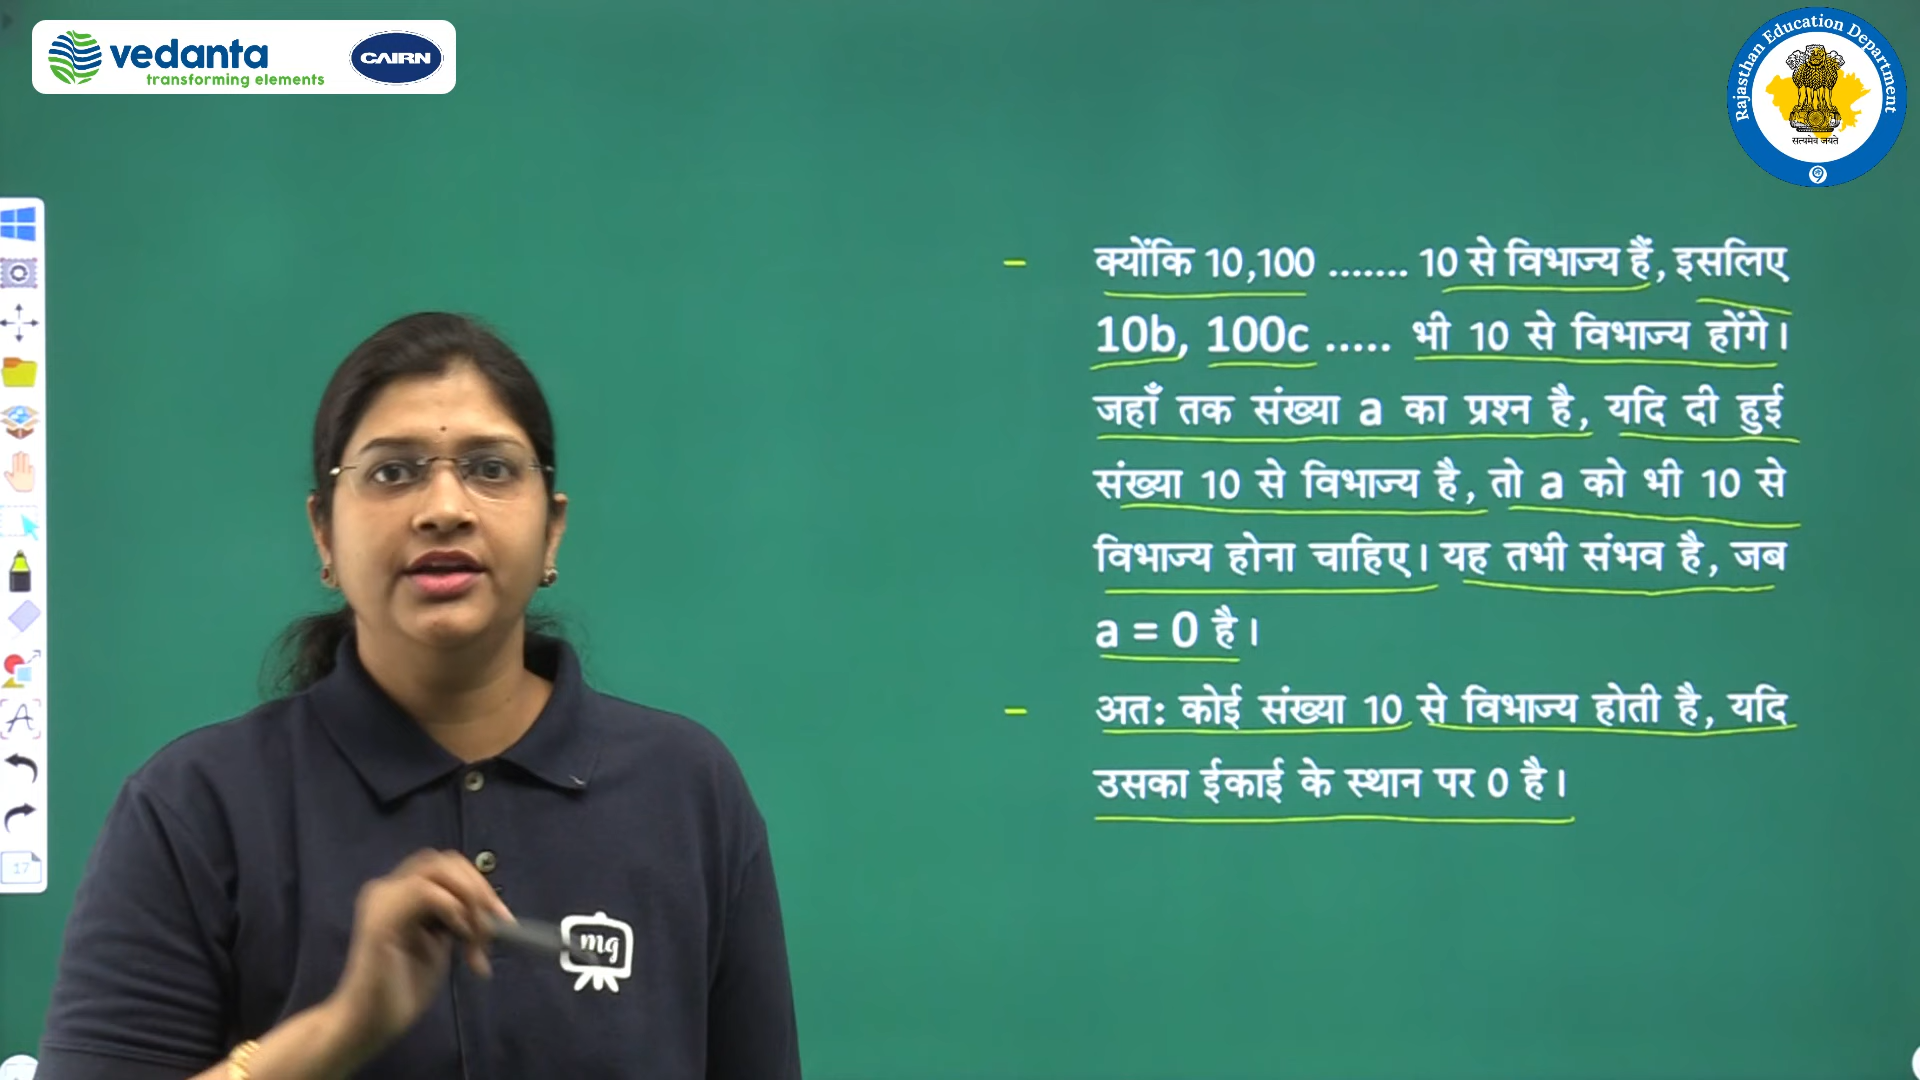 vedanta
transforming elements
CAIRN
Rajasthan Education Department
सत्यमेव जयते
क्योंकि 10,100 ....... 10 से विभाज्य हैं, इसलिए
10b, 100c ..... भी 10 से विभाज्य होंगे।
जहाँ तक संख्या a का प्रश्न है, यदि दी हुई
संख्या 10 से विभाज्य है, तो a को भी 10 से
विभाज्य होना चाहिए। यह तभी संभव है, जब
a = 0 है।
अत: कोई संख्या 10 से विभाज्य होती है, यदि
उसका ईकाई के स्थान पर 0 है।
mg
17